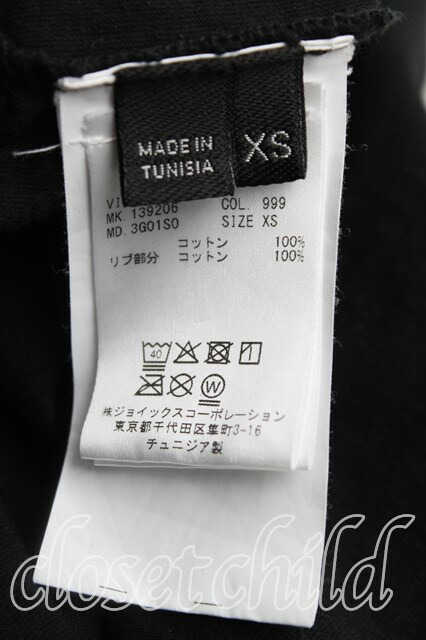 MADE IN
TUNISIA
XS
COL. 999
MK. 139206 SIZE XS
MD. 3G01S0
コットン 100%
リブ部分 コットン 100%
40
W
㈱ジョイックスコーポレーション
東京都千代田区隼町3-16
チュニジア製
closetchild